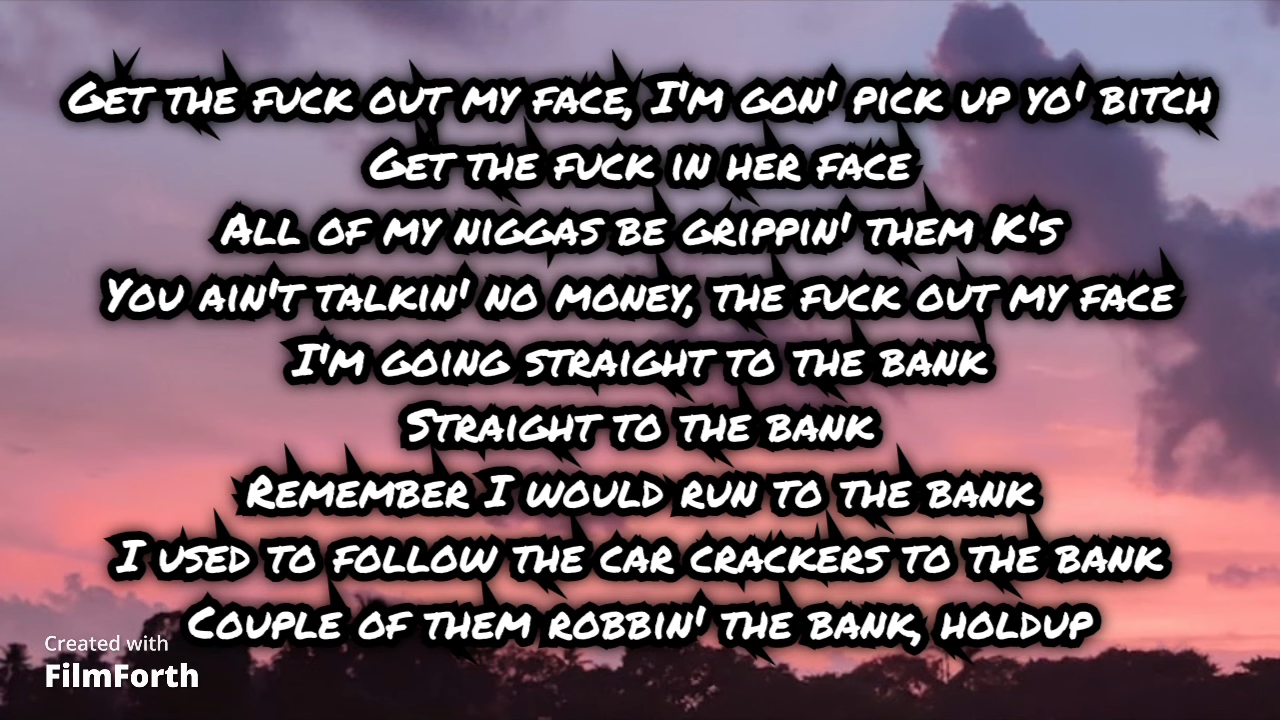 Get the fuck out my face, I'm gon' pick up yo' bitch
Get the fuck in her face
All of my niggas be grippin' them K's
You ain't talkin' no money, the fuck out my face
I'm going straight to the bank
Straight to the bank
Remember I would run to the bank
I used to follow the car crackers to the bank
Couple of them robbin' the bank, holdup
Created with
FilmForth